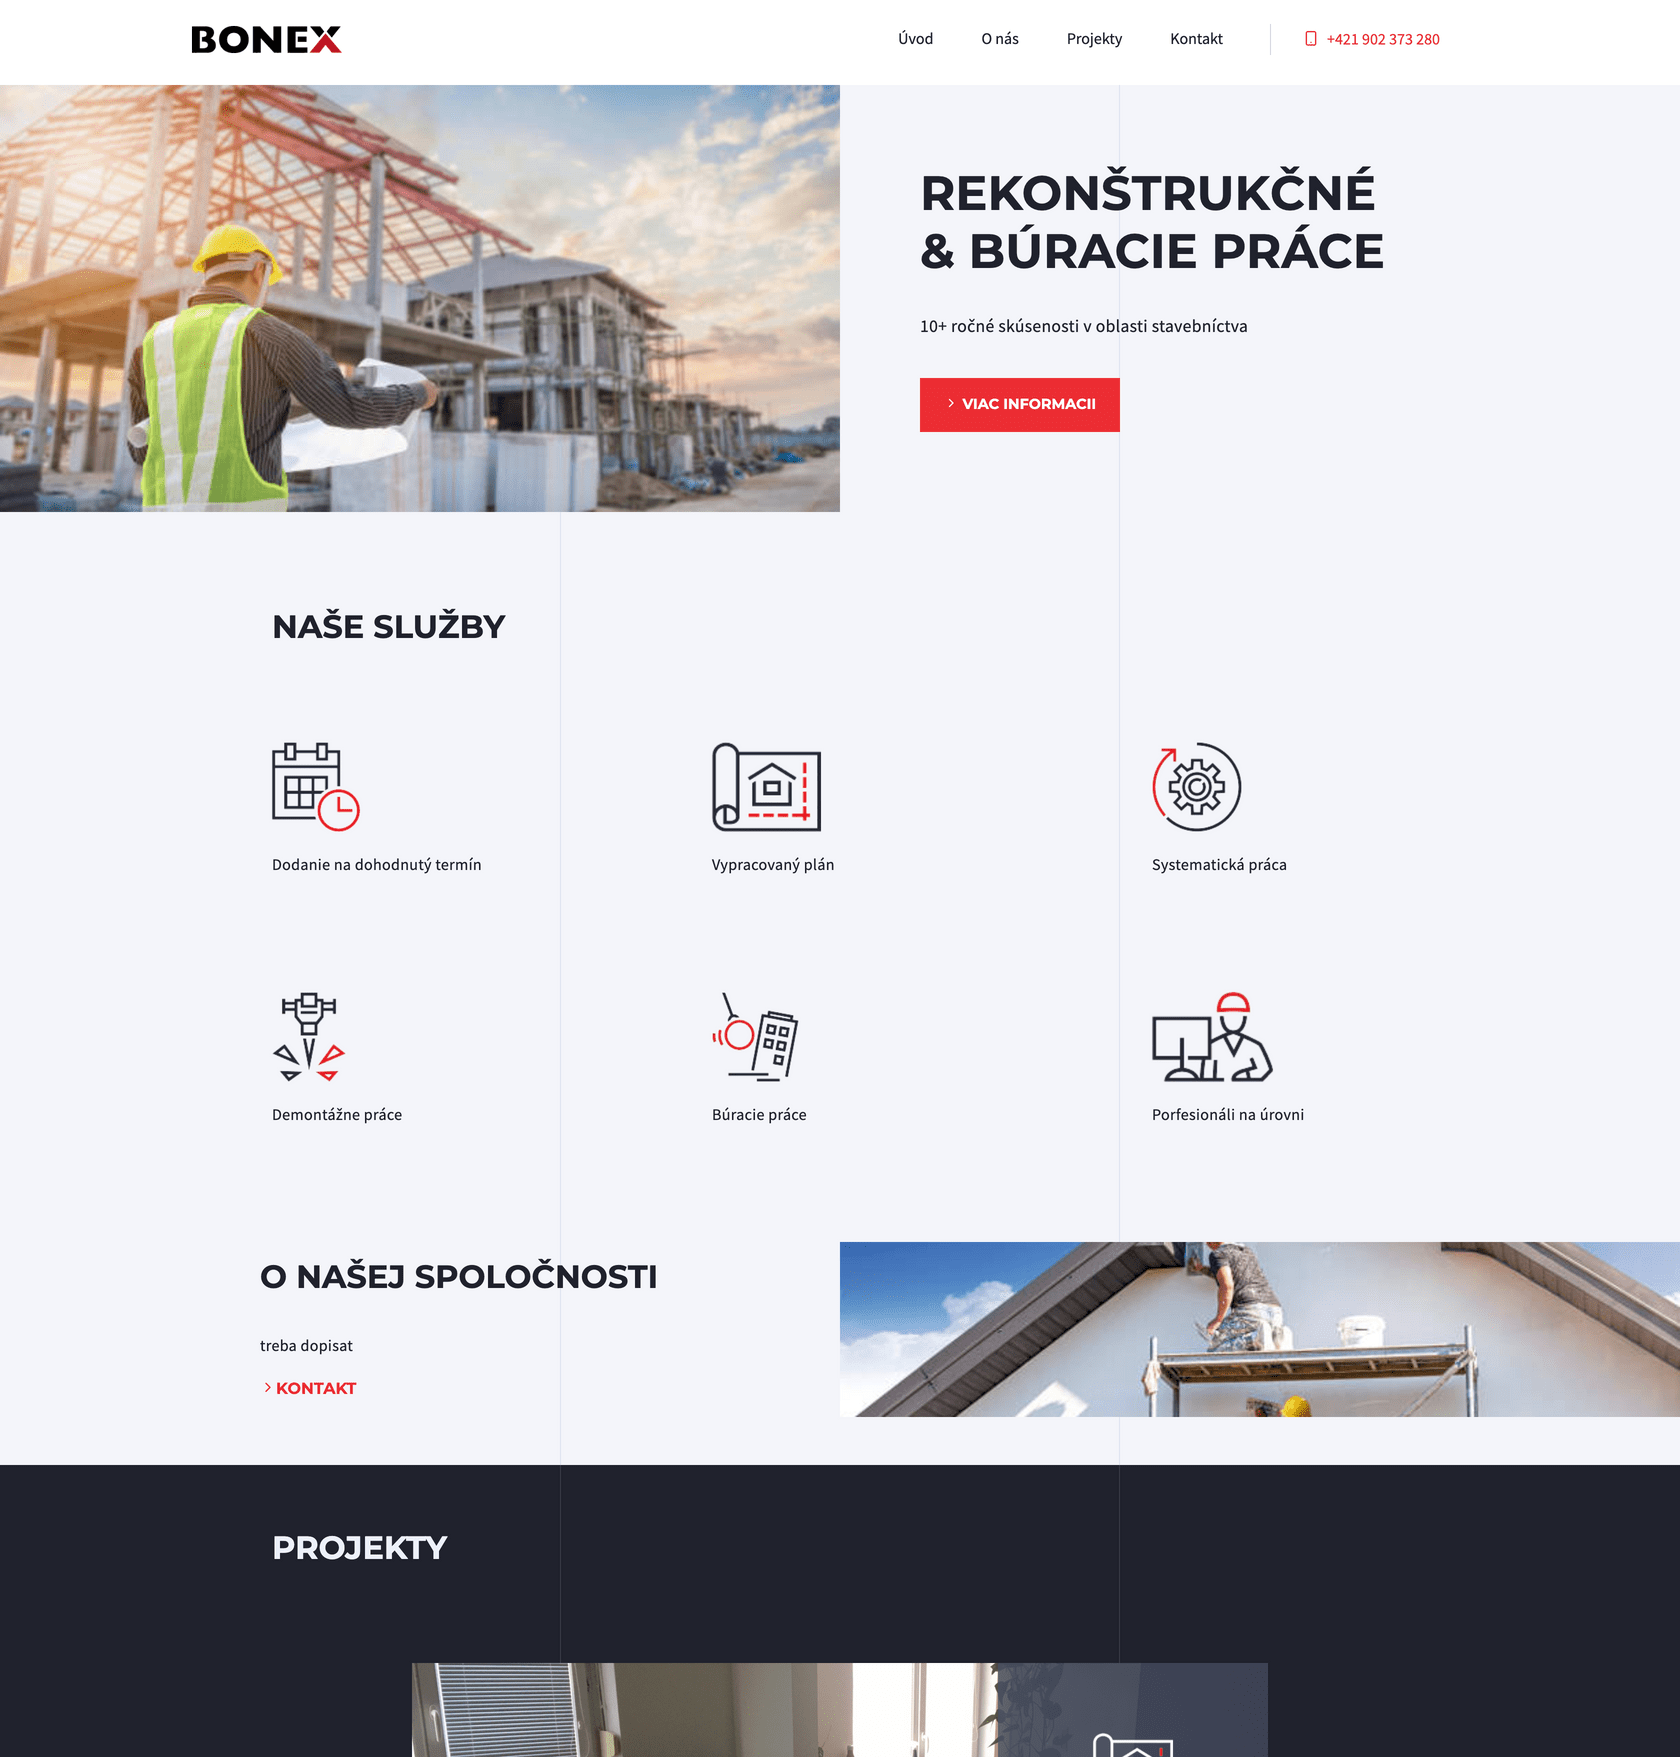 BONEX
Úvod
O nás
Projekty
Kontakt
+421 902 373 280
REKONŠTRUKČNÉ
& BÚRACIE PRÁCE
10+ ročné skúsenosti v oblasti stavebníctva
VIAC INFORMACII
NAŠE SLUŽBY
Dodanie na dohodnutý termín
Vypracovaný plán
Systematická práca
Demontážne práce
Búracie práce
Porfesionáli na úrovni
O NAŠEJ SPOLOČNOSTI
treba dopisat
KONTAKT
PROJEKTY